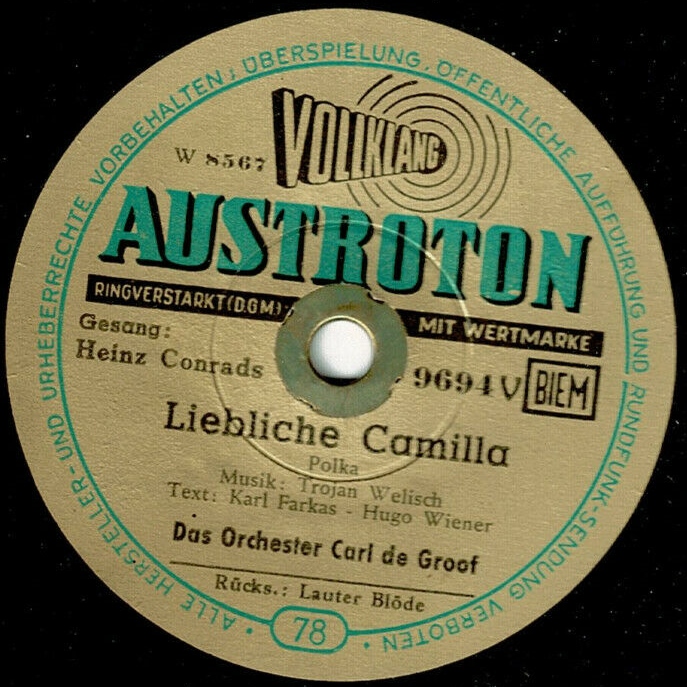 ALLE HERSTELLER- UND URHEBERRECHTE VORBEHALTEN; ÜBERSPIELUNG, ÖFFENTLICHE AUFFÜHRUNG UND RUNDFUNK-SENDUNG VERBOTEN
W 8567
VOLLKLANG
AUSTROTON
RINGVERSTÄRKT (D.G.M.)
MIT WERTMARKE
Gesang:
Heinz Conrads
9694 V BIEM
Liebliche Camilla
Polka
Musik: Trojan Welisch
Text: Karl Farkas - Hugo Wiener
Das Orchester Carl de Groof
Rücks.: Lauter Blöde
78